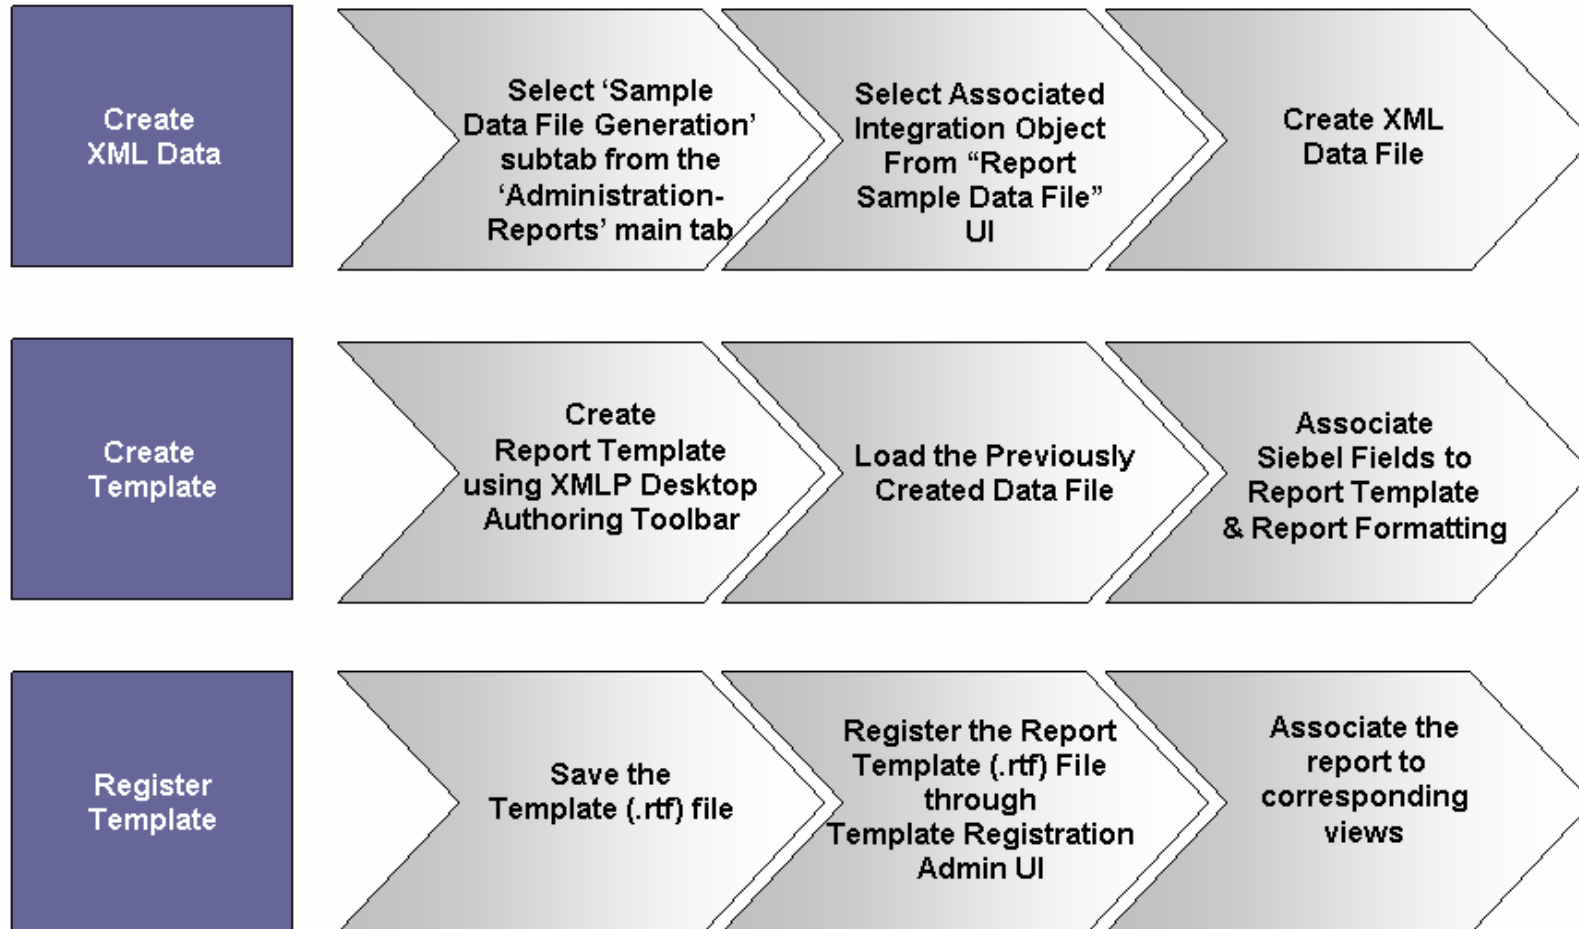 Create
XML Data
Select ‘Sample
Data File Generation’
subtab from the
‘Administration-
Reports’ main tab
Select Associated
Integration Object
From “Report
Sample Data File”
UI
Create XML
Data File
Create
Template
Create
Report Template
using XMLP Desktop
Authoring Toolbar
Load the Previously
Created Data File
Associate
Siebel Fields to
Report Template
& Report Formatting
Register
Template
Save the
Template (.rtf) file
Register the Report
Template (.rtf) File
through
Template Registration
Admin UI
Associate the
report to
corresponding
views